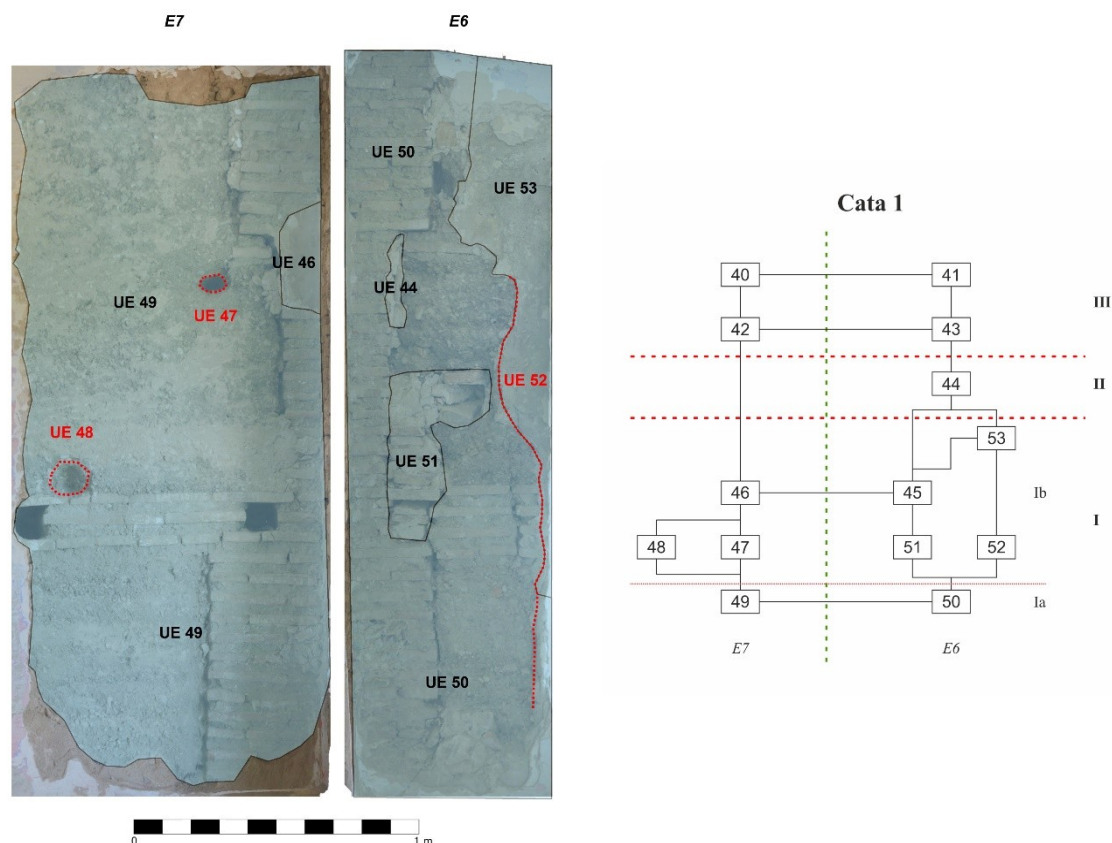 E7
E6
UE 50
UE 53
UE 46
UE 44
UE 49
UE 47
UE 52
UE 48
UE 51
UE 49
UE 50
0
1 m
Cata 1
40
41
III
42
43
44
II
53
46
45
Ib
I
48
47
51
52
49
50
Ia
E7
E6